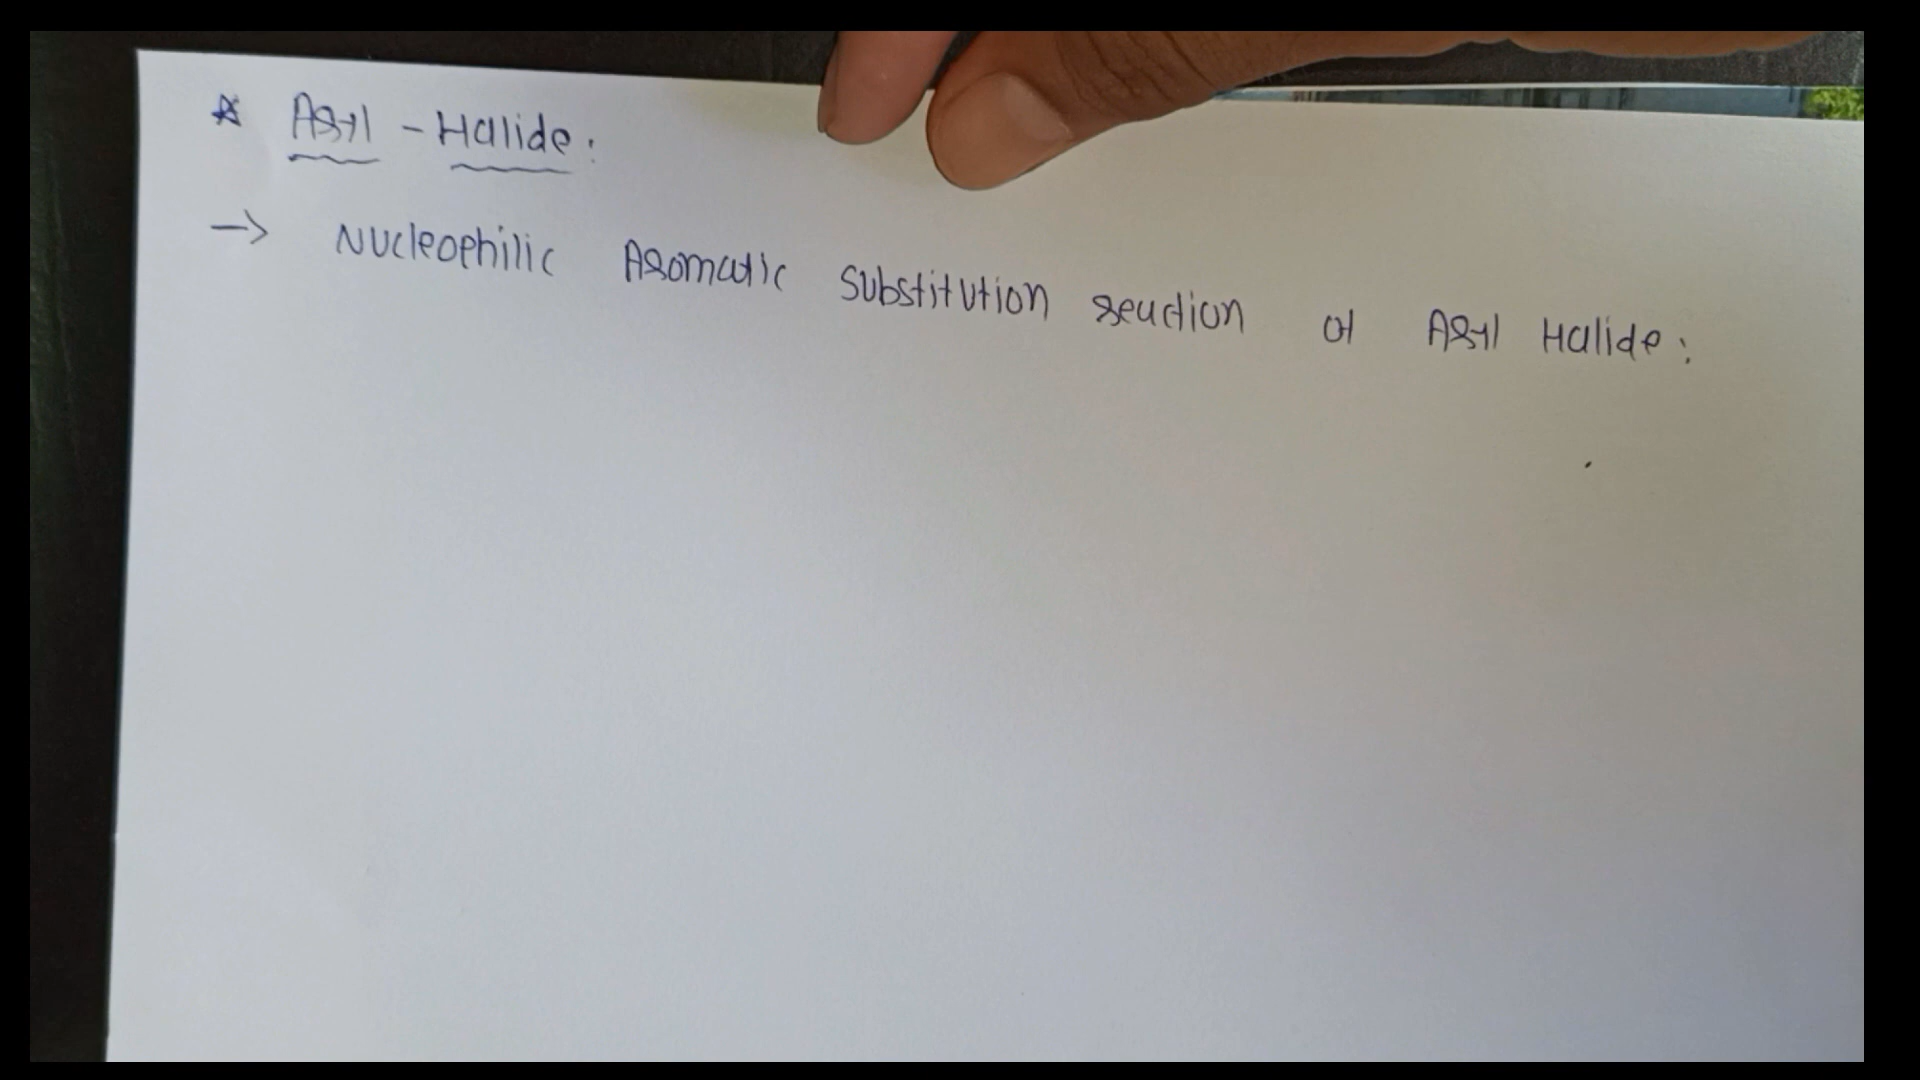 ☆ Aryl - Halide:
→ Nucleophilic Aromatic Substitution reaction of Aryl Halide: